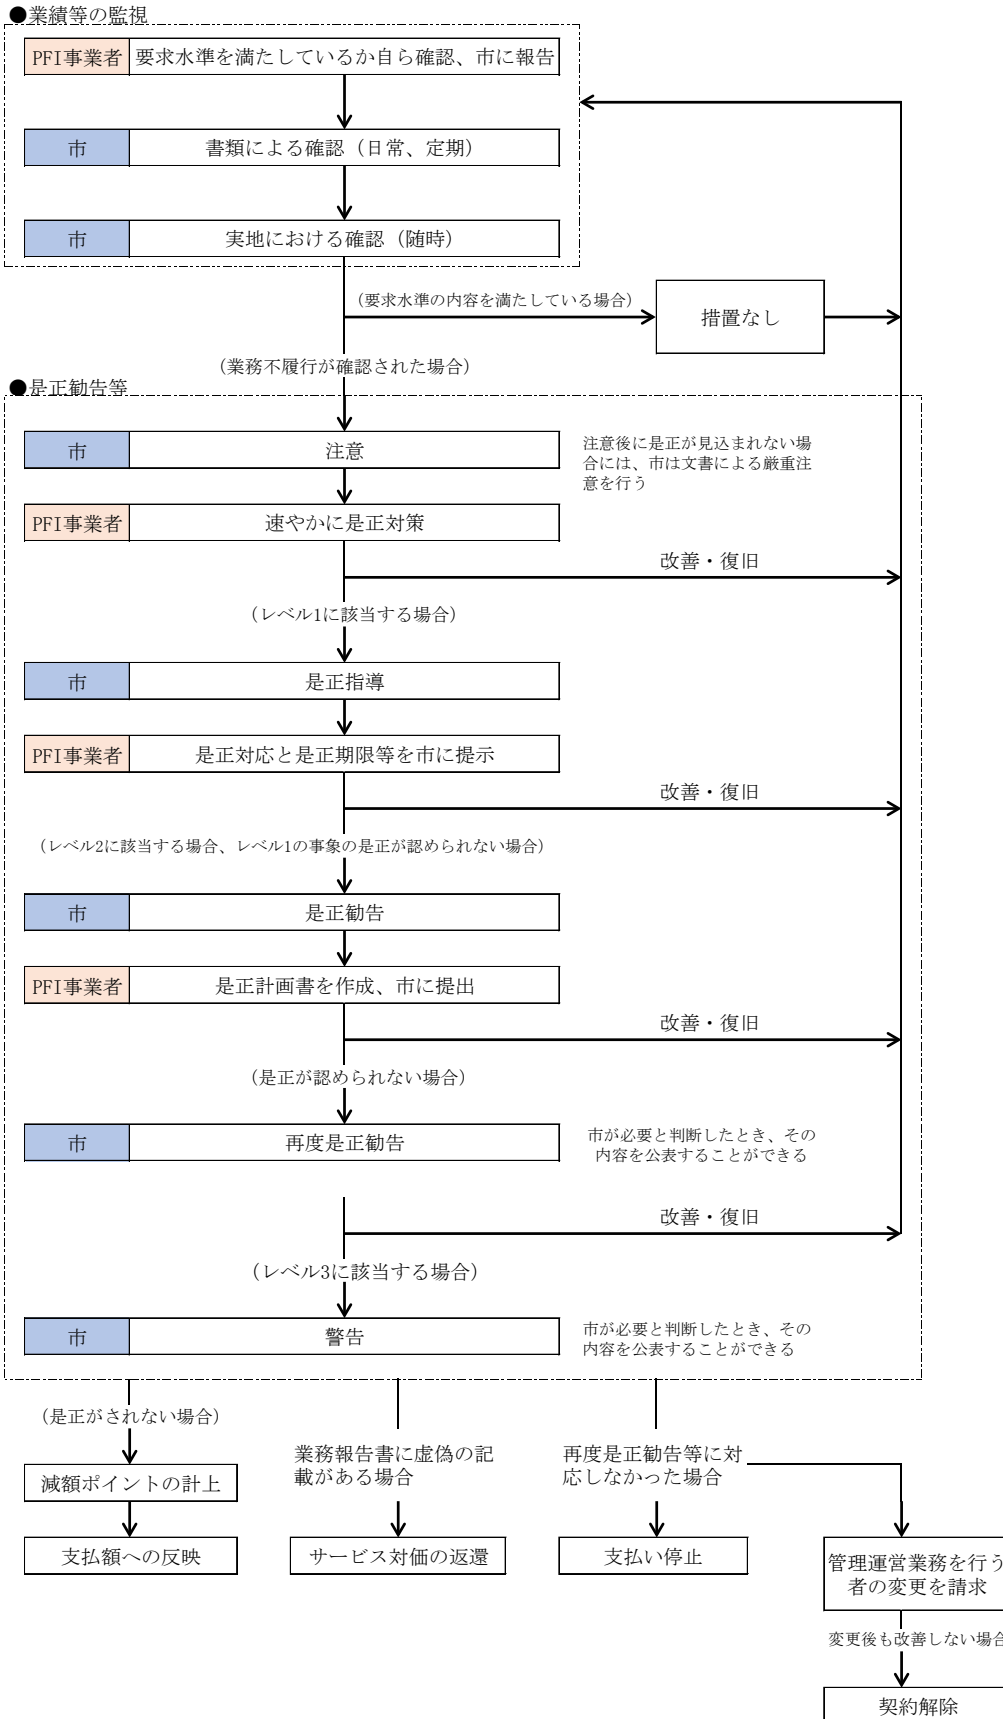 ●業績等の監視
PFI事業者 要求水準を満たしているか自ら確認、市に報告
市 書類による確認（日常、定期）
市 実地における確認（随時）
（要求水準の内容を満たしている場合）
措置なし
（業務不履行が確認された場合）
●是正勧告等
市 注意
注意後に是正が見込まれない場
合には、市は文書による厳重注
意を行う
PFI事業者 速やかに是正対策
改善・復旧
（レベル1に該当する場合）
市 是正指導
PFI事業者 是正対応と是正期限等を市に提示
改善・復旧
（レベル2に該当する場合、レベル1の事象の是正が認められない場合）
市 是正勧告
PFI事業者 是正計画書を作成、市に提出
改善・復旧
（是正が認められない場合）
市 再度是正勧告
市が必要と判断したとき、その
内容を公表することができる
改善・復旧
（レベル3に該当する場合）
市 警告
市が必要と判断したとき、その
内容を公表することができる
（是正がされない場合）
減額ポイントの計上
支払額への反映
業務報告書に虚偽の記
載がある場合
サービス対価の返還
再度是正勧告等に対
応しなかった場合
支払い停止
管理運営業務を行う
者の変更を請求
変更後も改善しない場合
契約解除